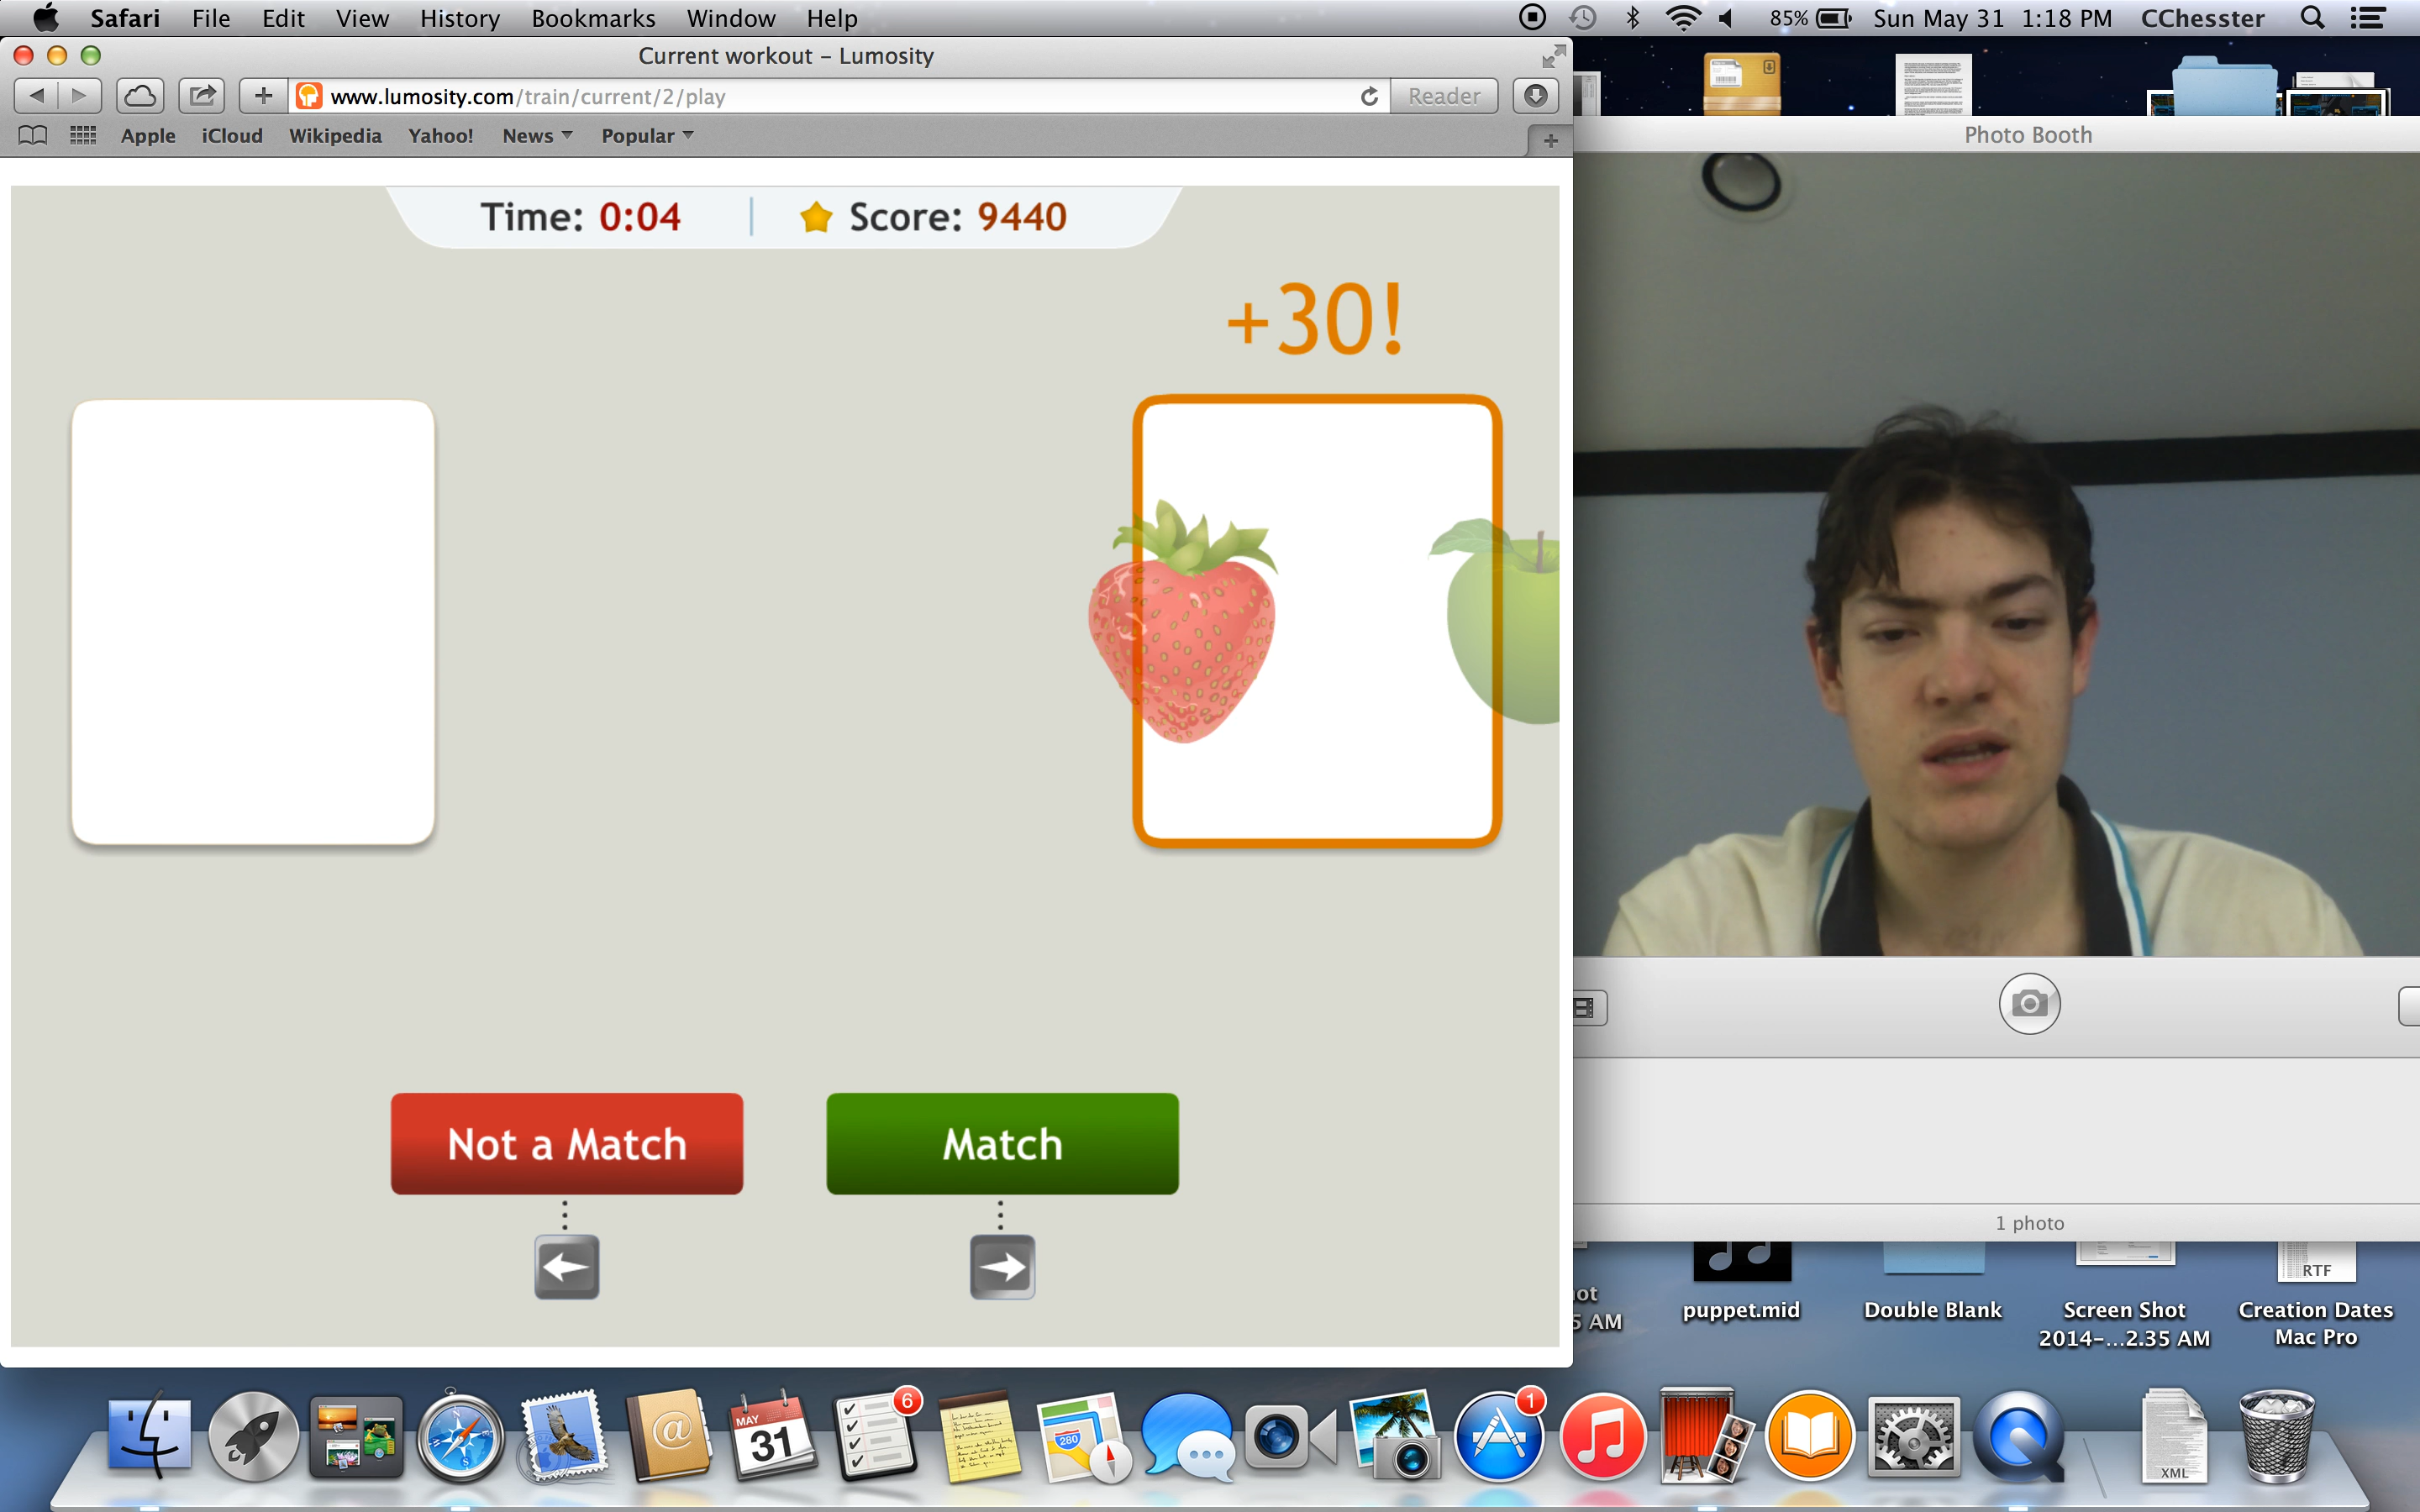 Safari File Edit View History Bookmarks Window Help 85% Sun May 31 1:18 PM CChesster
Current workout – Lumosity
www.lumosity.com/train/current/2/play Reader
Apple iCloud Wikipedia Yahoo! News Popular
Photo Booth
Time: 0:04 Score: 9440
+30!
Not a Match Match
1 photo
RTF
puppet.mid Double Blank Screen Shot Creation Dates
5 AM 2014-...2.35 AM Mac Pro
6
1
MAY
31
280
XML